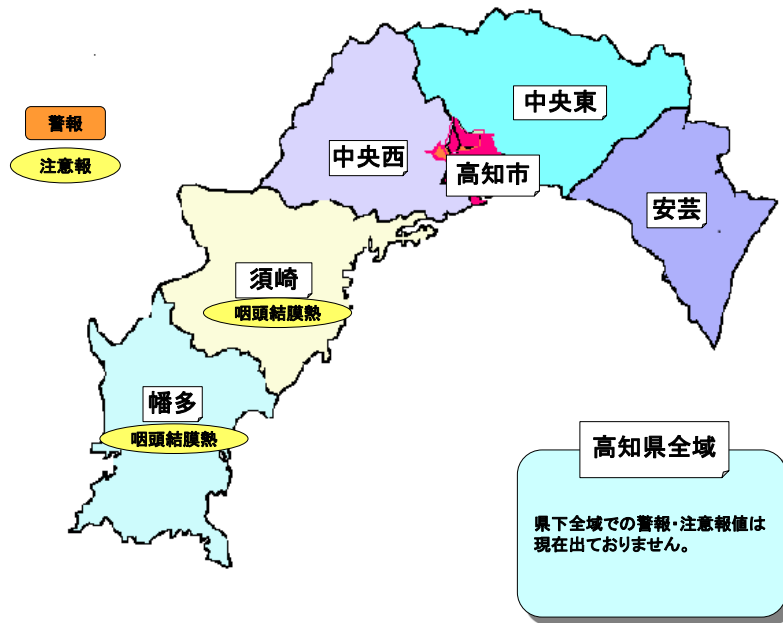 警報
注意報
中央東
中央西
高知市
安芸
須崎
咽頭結膜熱
幡多
咽頭結膜熱
高知県全域
県下全域での警報・注意報値は
現在出ておりません。